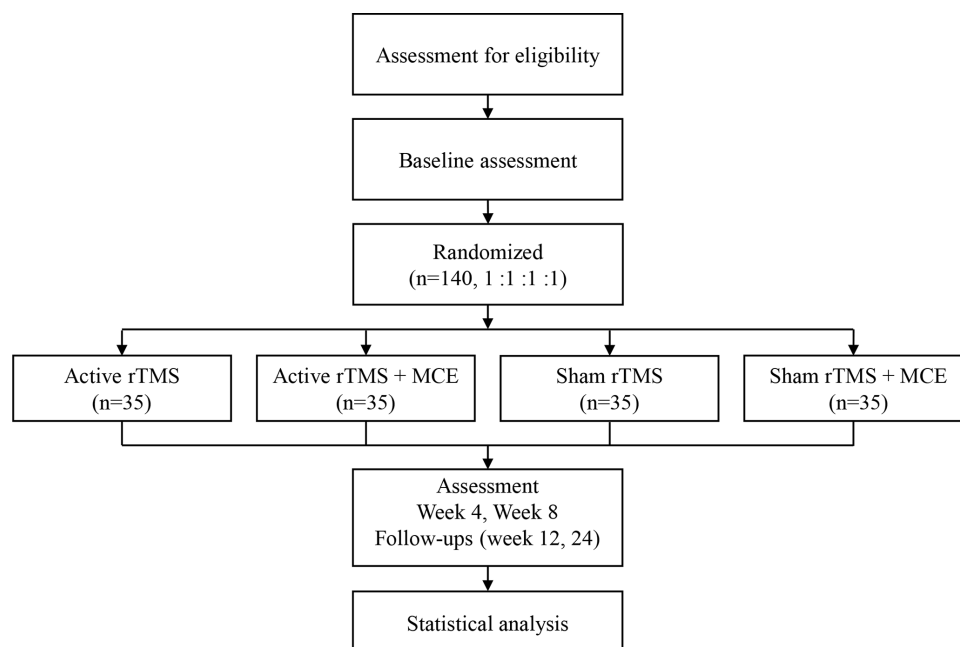 Assessment for eligibility
Baseline assessment
Randomized
(n=140, 1 :1 :1 :1)
Active rTMS
(n=35)
Active rTMS + MCE
(n=35)
Sham rTMS
(n=35)
Sham rTMS + MCE
(n=35)
Assessment
Week 4, Week 8
Follow-ups (week 12, 24)
Statistical analysis